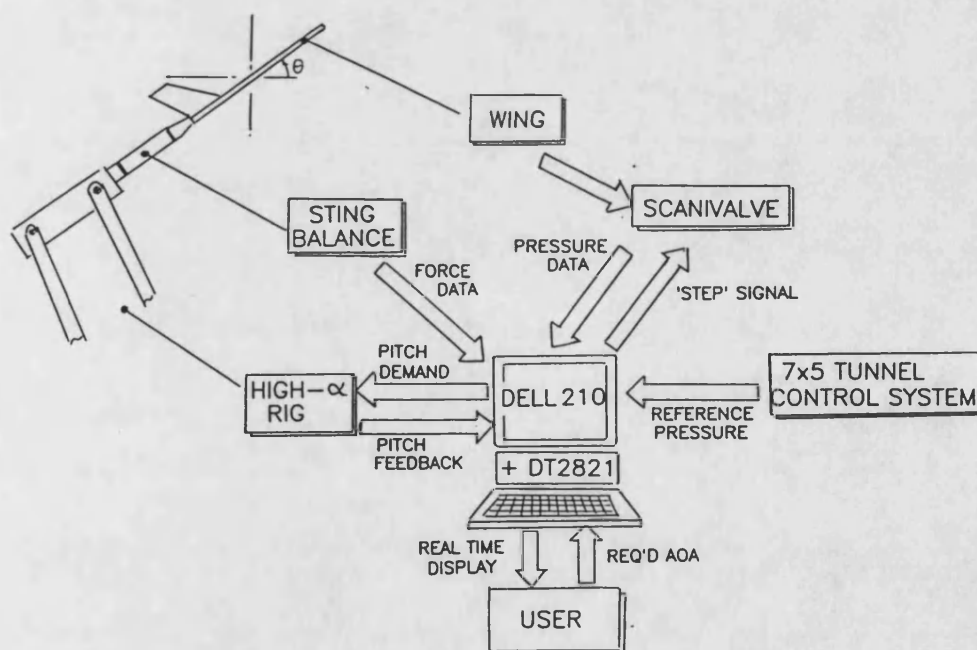 θ
WING
SCANIVALVE
STING
BALANCE
PRESSURE
DATA
FORCE
DATA
'STEP' SIGNAL
PITCH
DEMAND
7x5 TUNNEL
CONTROL SYSTEM
HIGH-α
RIG
DELL 210
REFERENCE
PRESSURE
PITCH
FEEDBACK
+ DT2821
REAL TIME
DISPLAY
REQ'D AOA
USER